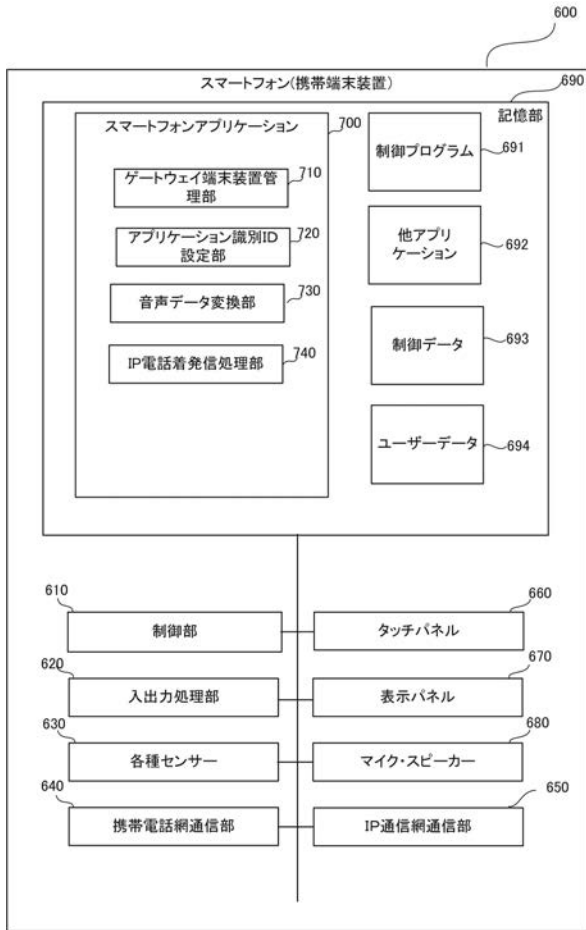 600
スマートフォン(携帯端末装置)
690
記憶部
スマートフォンアプリケーション
700
ゲートウェイ端末装置管
理部
710
アプリケーション識別ID
設定部
720
音声データ変換部
730
IP電話着発信処理部
740
制御プログラム
691
他アプリ
ケーション
692
制御データ
693
ユーザーデータ
694
610
制御部
660
タッチパネル
620
入出力処理部
670
表示パネル
630
各種センサー
680
マイク・スピーカー
640
携帯電話網通信部
650
IP通信網通信部